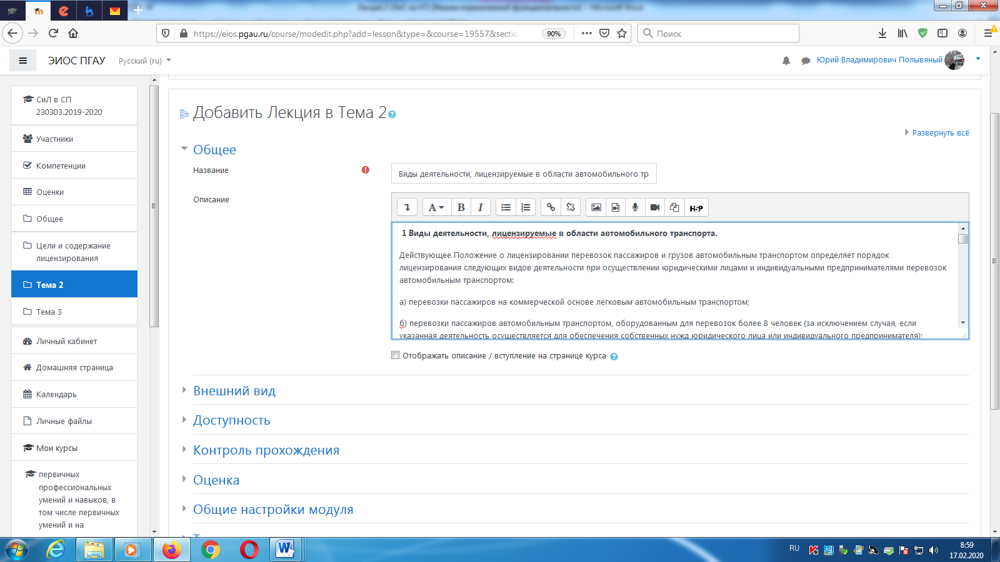 https://eios.pgau.ru/course/modedit.php?add=lesson&type=&course=19557&sectio
90%
Поиск
ЭИОС ПГАУ
Русский (ru)
Юрий Владимирович Полывяный
СиЛ в СП
230303.2019-2020
Участники
Компетенции
Оценки
Общее
Цели и содержание
лицензирования
Тема 2
Тема 3
Личный кабинет
Домашняя страница
Календарь
Личные файлы
Мои курсы
первичных
профессиональных
умений и навыков, в
том числе первичных
умений и на
Добавить Лекция в Тема 2
Развернуть всё
Общее
Название
Виды деятельности, лицензируемые в области автомобильного тр
Описание
A
B
I
H5P
1 Виды деятельности, лицензируемые в области автомобильного транспорта.
Действующее Положение о лицензировании перевозок пассажиров и грузов автомобильным транспортом определяет порядок
лицензирования следующих видов деятельности при осуществлении юридическими лицами и индивидуальными предпринимателями перевозок
автомобильным транспортом:
а) перевозки пассажиров на коммерческой основе легковым автомобильным транспортом;
б) перевозки пассажиров автомобильным транспортом, оборудованным для перевозок более 8 человек (за исключением случая, если
указанная деятельность осуществляется для обеспечения собственных нужд юридического лица или индивидуального предпринимателя);
Отображать описание / вступление на странице курса
Внешний вид
Доступность
Контроль прохождения
Оценка
Общие настройки модуля
RU
8:59
17.02.2020